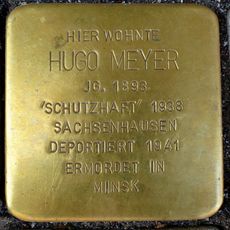 HIER WOHNTE
HUGO MEYER
JG. 1893
"SCHUTZHAFT" 1938
SACHSENHAUSEN
DEPORTIERT 1941
ERMORDET IN
MINSK